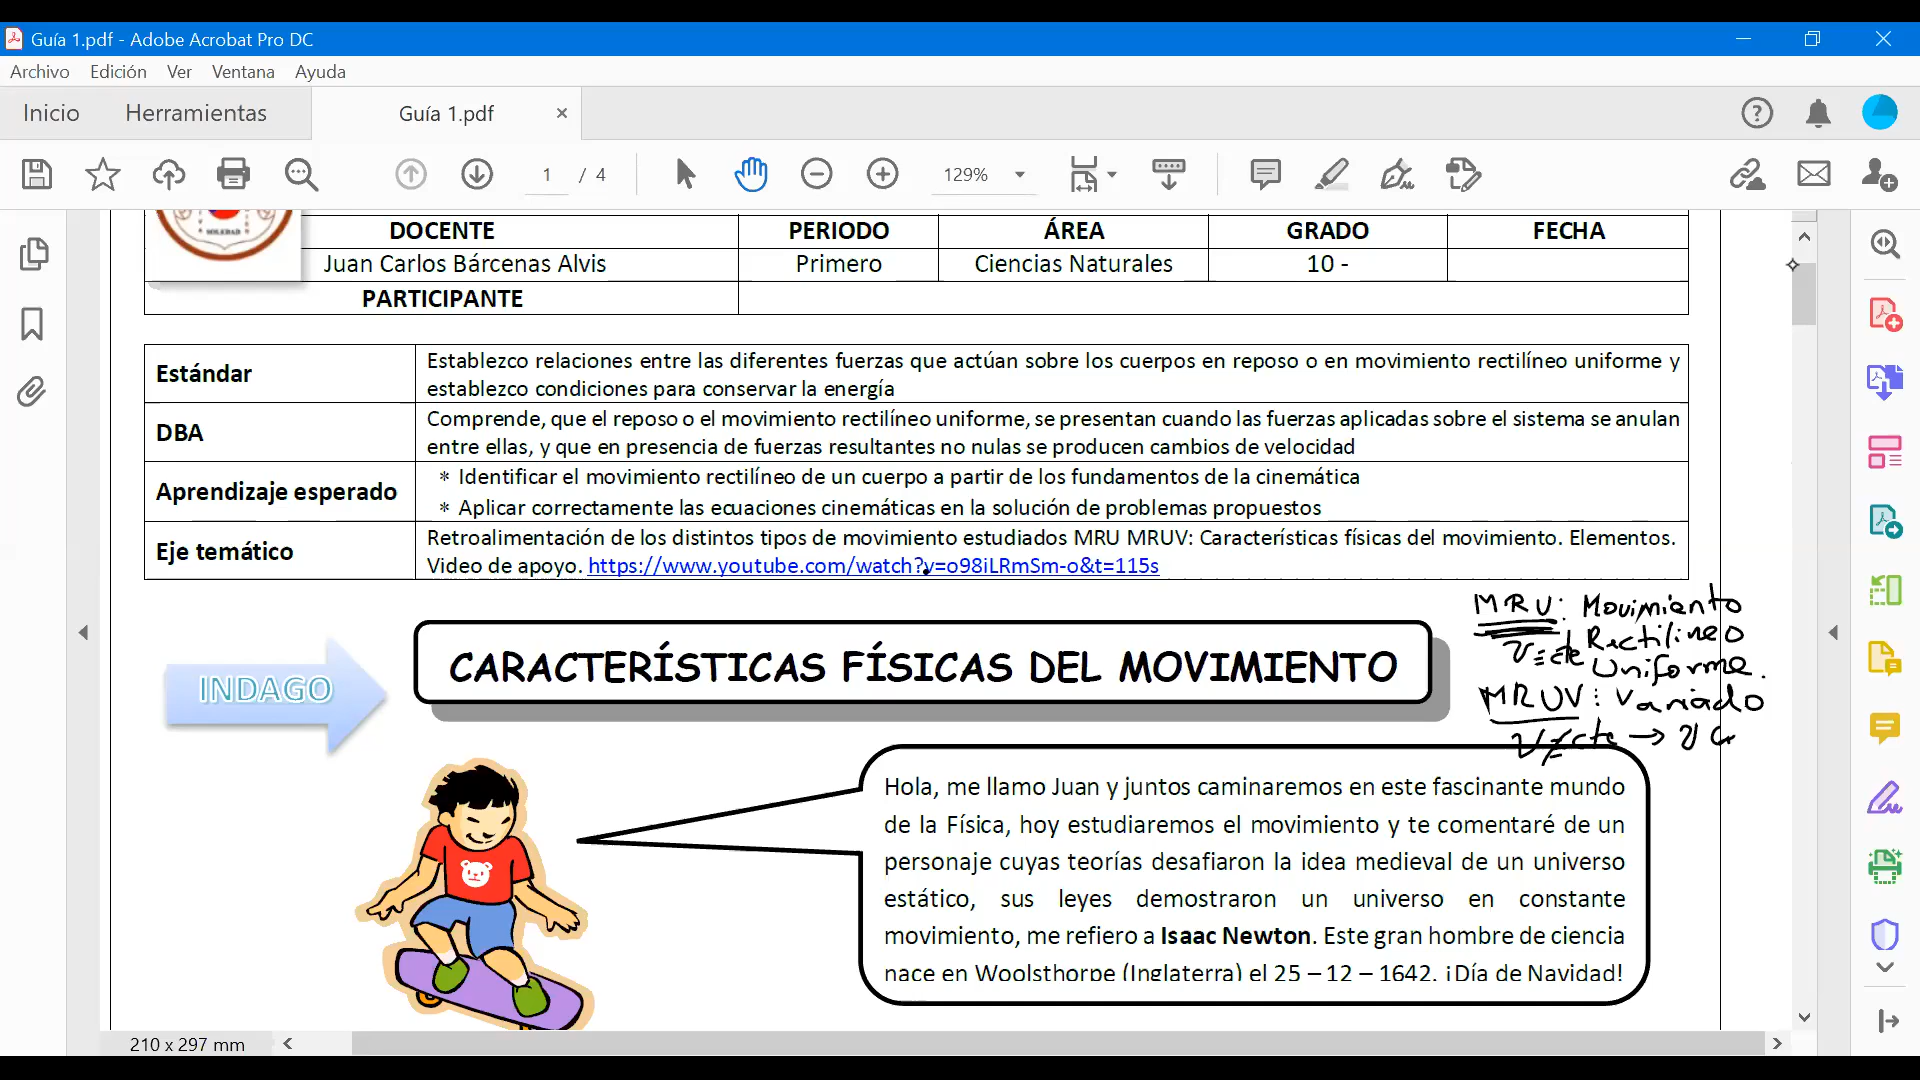 Guía 1.pdf - Adobe Acrobat Pro DC
Archivo Edición Ver Ventana Ayuda
Inicio Herramientas Guía 1.pdf
1 / 4 129%
SOLEDAD
DOCENTE PERIODO ÁREA GRADO FECHA
Juan Carlos Bárcenas Alvis Primero Ciencias Naturales 10 -
PARTICIPANTE
Estándar
Establezco relaciones entre las diferentes fuerzas que actúan sobre los cuerpos en reposo o en movimiento rectilíneo uniforme y
establezco condiciones para conservar la energía
DBA
Comprende, que el reposo o el movimiento rectilíneo uniforme, se presentan cuando las fuerzas aplicadas sobre el sistema se anulan
entre ellas, y que en presencia de fuerzas resultantes no nulas se producen cambios de velocidad
Aprendizaje esperado
* Identificar el movimiento rectilíneo de un cuerpo a partir de los fundamentos de la cinemática
* Aplicar correctamente las ecuaciones cinemáticas en la solución de problemas propuestos
Eje temático
Retroalimentación de los distintos tipos de movimiento estudiados MRU MRUV: Características físicas del movimiento. Elementos.
Video de apoyo. https://www.youtube.com/watch?v=o98iLRmSm-o&t=115s
MRU: Movimiento
Rectilineo
V=cte Uniforme.
MRUV: Variado
V≠cte → V
INDAGO
CARACTERÍSTICAS FÍSICAS DEL MOVIMIENTO
Hola, me llamo Juan y juntos caminaremos en este fascinante mundo
de la Física, hoy estudiaremos el movimiento y te comentaré de un
personaje cuyas teorías desafiaron la idea medieval de un universo
estático, sus leyes demostraron un universo en constante
movimiento, me refiero a Isaac Newton. Este gran hombre de ciencia
nace en Woolsthorpe (Inglaterra) el 25 – 12 – 1642. ¡Día de Navidad!
210 x 297 mm